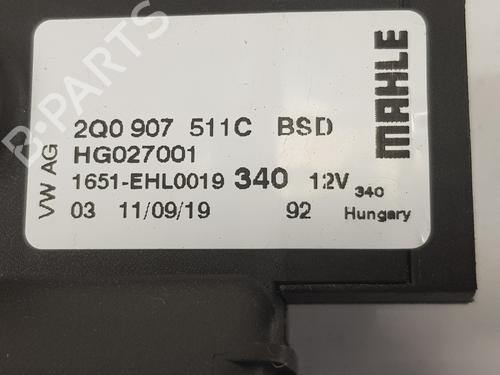 B-PARTS
MAHLE
VW AG
2Q0 907 511C BSD
HG027001
1651-EHL0019 340 12V 340
03 11/09/19 92 Hungary